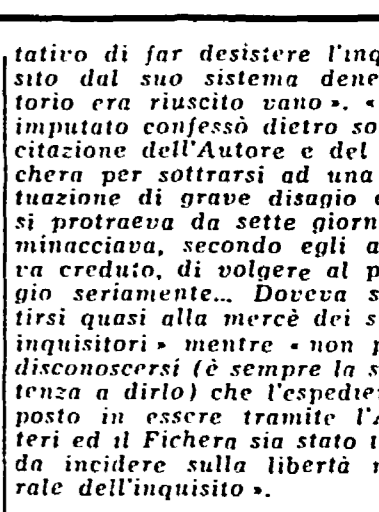 tativo di far desistere l'inq
sito dal suo sistema dene
torio era riuscito vano ». «
imputato confessò dietro so
citazione dell'Autore e del
chera per sottrarsi ad una
tuazione di grave disagio e
si protraeva da sette giorn
minacciava, secondo egli a
va creduto, di volgere al p
gio seriamente... Doveva s
tirsi quasi alla mercè dei s
inquisitori » mentre « non p
disconoscersi (è sempre la s
tenza a dirlo) che l'espedien
posto in essere tramite l'A
teri ed il Fichera sia stato t
da incidere sulla libertà m
rale dell'inquisito ».